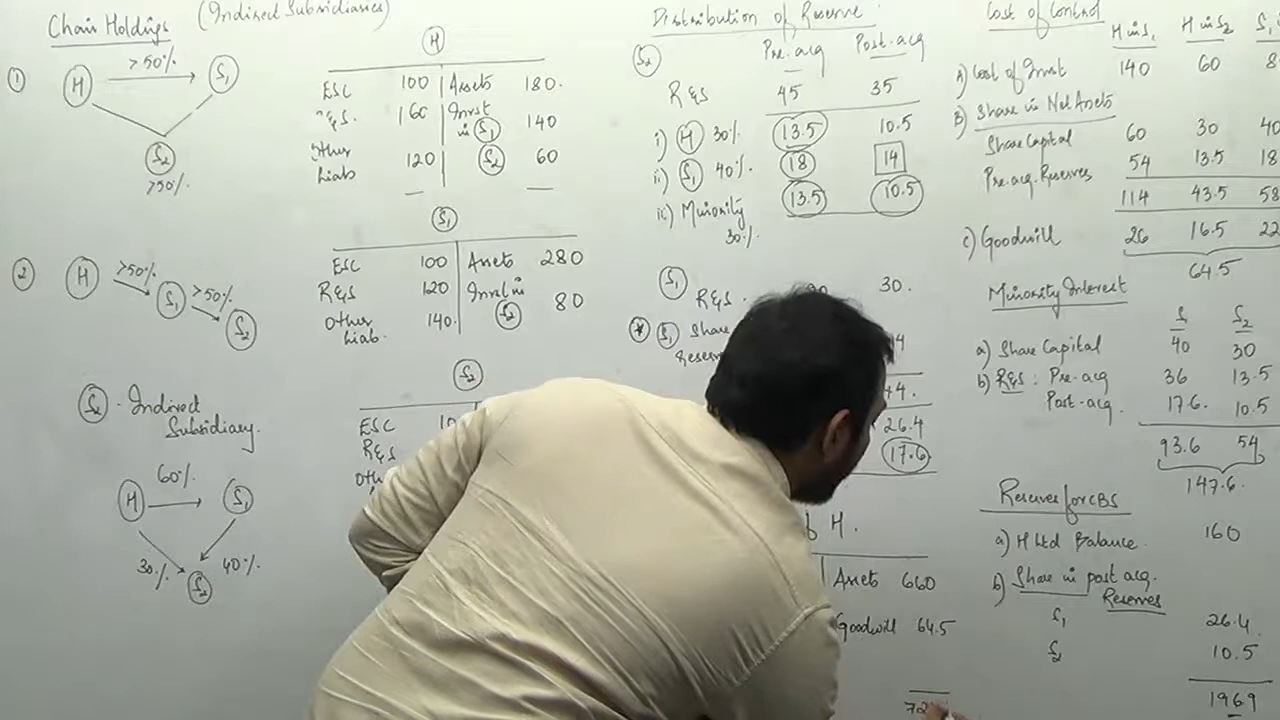 Chain Holdings (Indirect Subsidiaries)
① >50%
H S₁
S₂
>50%
② H >50% S₁ >50% S₂
S₂ - Indirect
Subsidiary.
60%
H S₁
30% 40%
S₂
H
ESC 100 Assets 180.
R&S. 160 Invst
in S₁ 140
Other
Liab 120 S₂ 60
S₁
ESC 100 Assets 280
R&S 120 Invst in
S₂ 80
Other
Liab. 140.
S₂
ESC
R&S
Distribution of Reserve
S₂ Pre-acq Post-acq
R&S 45 35
i) H 30% 13.5 10.5
ii) S₁ 40% 18 14
iii) Minority 13.5 10.5
30%
S₁
R&S. 30.
* S₁ Share
Reserve
26.4
17.6
of H.
Assets 660
Goodwill 64.5
Cost of Control
H in S₁ H in S₂
A) Cost of Invst 140 60
B) Share in Net Assets
Share Capital 60 30 40
Pre-acq. Reserves 54 13.5 18
114 43.5 58
C) Goodwill 26 16.5 22
64.5
Minority Interest
S₁ S₂
a) Share Capital 40 30
b) R&S: Pre-acq 36 13.5
Post-acq. 17.6. 10.5
93.6 54
147.6.
Reserves for CBS
a) H Ltd Balance 160
b) Share in post acq.
Reserves
S₁ 26.4
S₂ 10.5
196.9